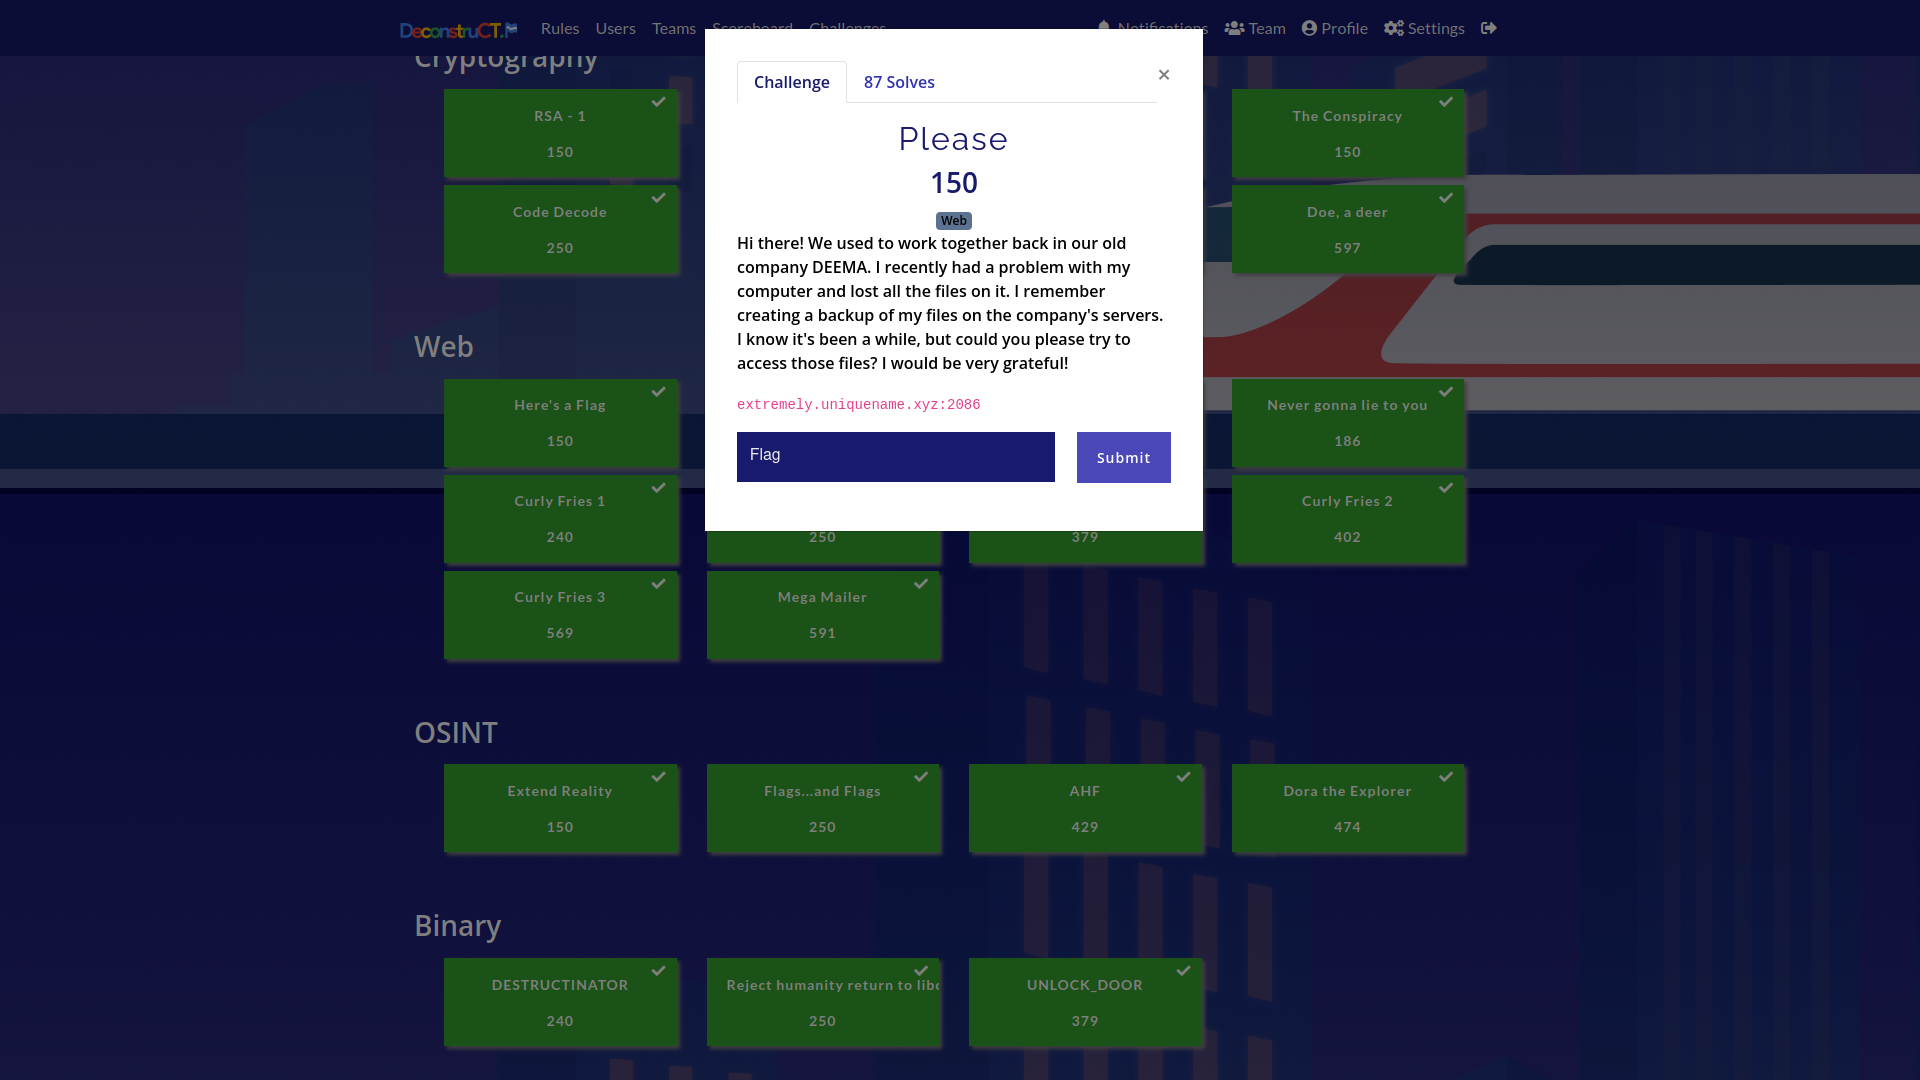 DeconstruCT.F
Rules Users Teams Scoreboard Challenges Notifications Team Profile Settings
Cryptography
RSA - 1
150
The Conspiracy
150
Code Decode
250
Doe, a deer
597
Web
Here's a Flag
150
Never gonna lie to you
186
Curly Fries 1
240
250
379
Curly Fries 2
402
Curly Fries 3
569
Mega Mailer
591
OSINT
Extend Reality
150
Flags...and Flags
250
AHF
429
Dora the Explorer
474
Binary
DESTRUCTINATOR
240
Reject humanity return to libc
250
UNLOCK_DOOR
379
Challenge 87 Solves ×
Please
150
Web
Hi there! We used to work together back in our old
company DEEMA. I recently had a problem with my
computer and lost all the files on it. I remember
creating a backup of my files on the company's servers.
I know it's been a while, but could you please try to
access those files? I would be very grateful!
extremely.uniquename.xyz:2086
Flag Submit